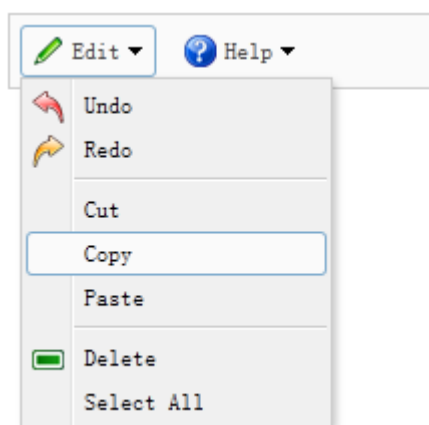 Edit Help
Undo
Redo
Cut
Copy
Paste
Delete
Select All